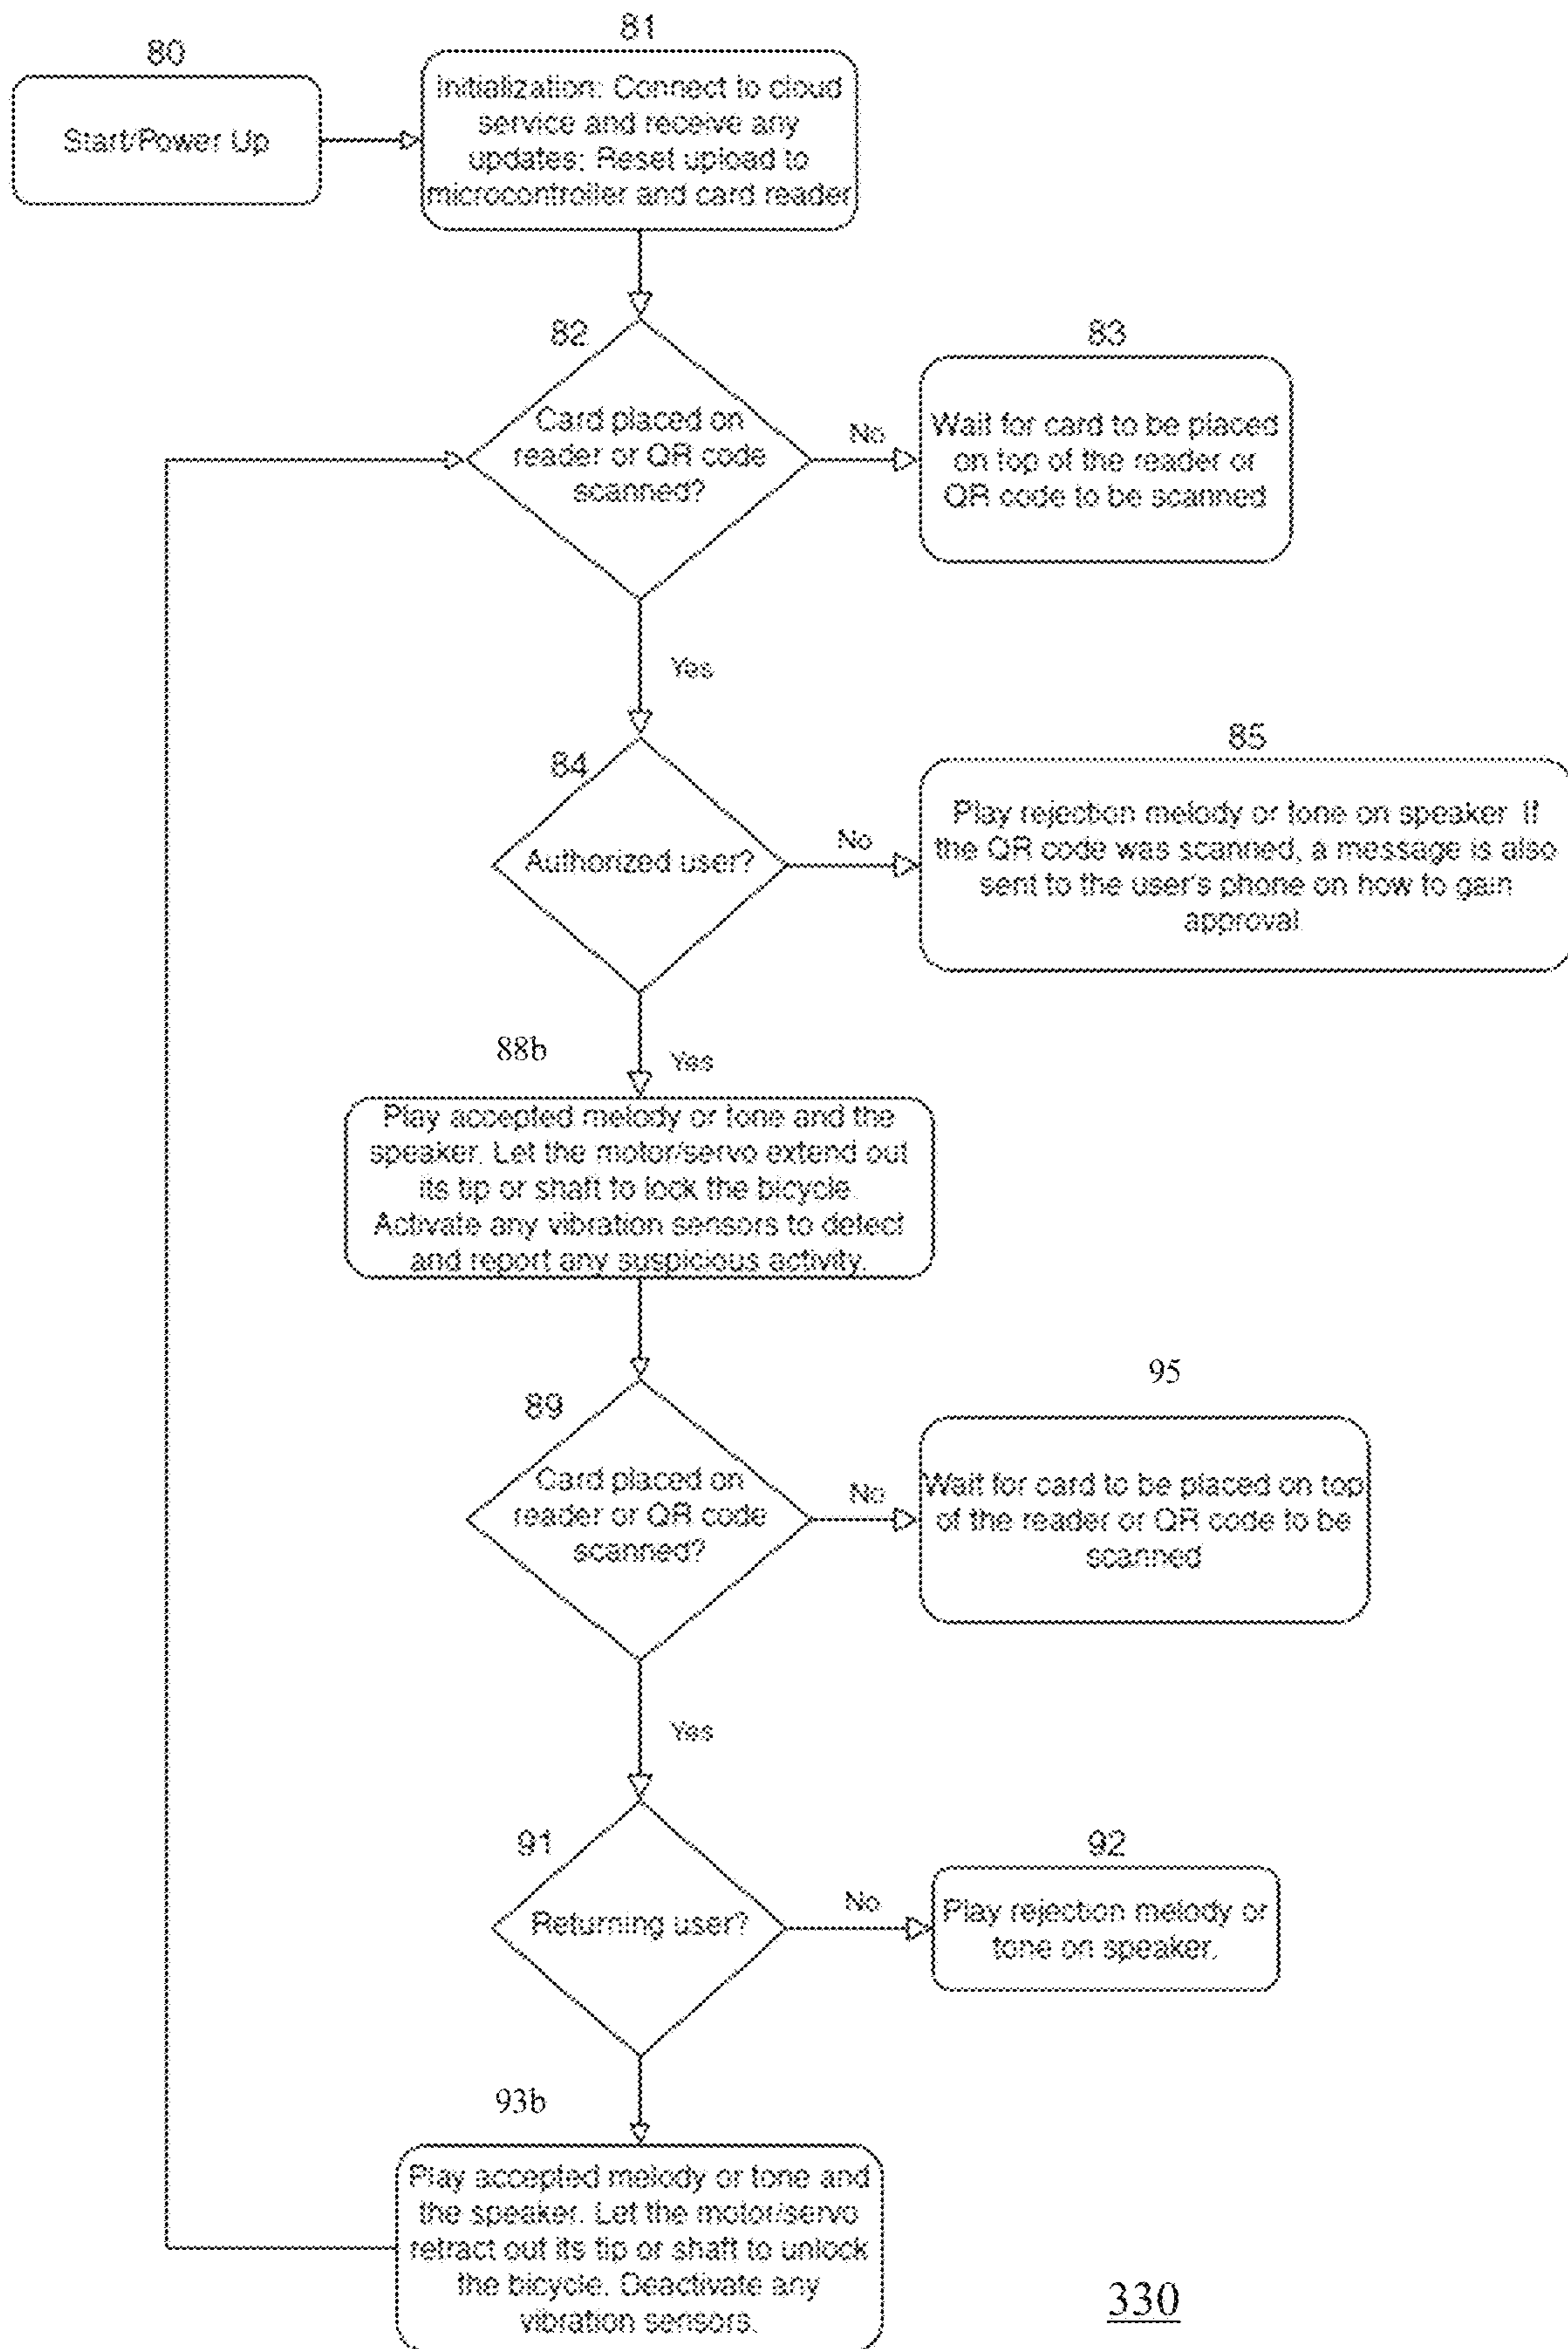 80
Start/Power Up
81
Initialization: Connect to cloud
service and receive any
updates: Reset upload to
microcontroller and card reader
82
Card placed on
reader or QR code
scanned?
No
83
Wait for card to be placed
on top of the reader or
QR code to be scanned
Yes
84
Authorized user?
No
85
Play rejection melody or tone on speaker. If
the QR code was scanned, a message is also
sent to the user's phone on how to gain
approval.
88b
Yes
Play accepted melody or tone and the
speaker. Let the motor/servo extend out
its tip or shaft to lock the bicycle.
Activate any vibration sensors to detect
and report any suspicious activity.
89
Card placed on
reader or QR code
scanned?
No
95
Wait for card to be placed on top
of the reader or QR code to be
scanned
Yes
91
Returning user?
No
92
Play rejection melody or
tone on speaker.
93b
Play accepted melody or tone and
the speaker. Let the motor/servo
retract out its tip or shaft to unlock
the bicycle. Deactivate any
vibration sensors.
330